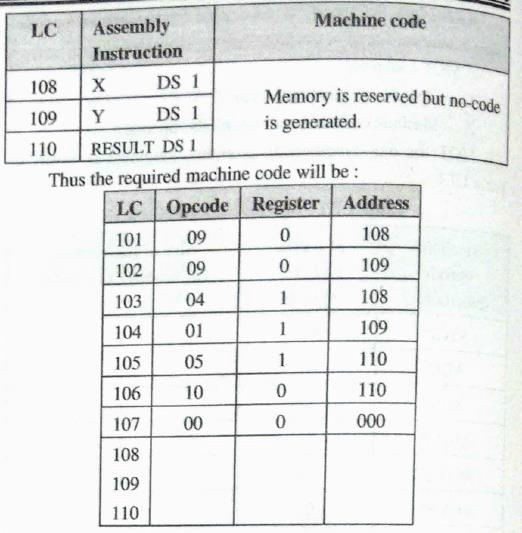 LC Assembly Instruction Machine code
108 X DS 1 Memory is reserved but no-code
109 Y DS 1 is generated.
110 RESULT DS 1
Thus the required machine code will be :
LC Opcode Register Address
101 09 0 108
102 09 0 109
103 04 1 108
104 01 1 109
105 05 1 110
106 10 0 110
107 00 0 000
108
109
110